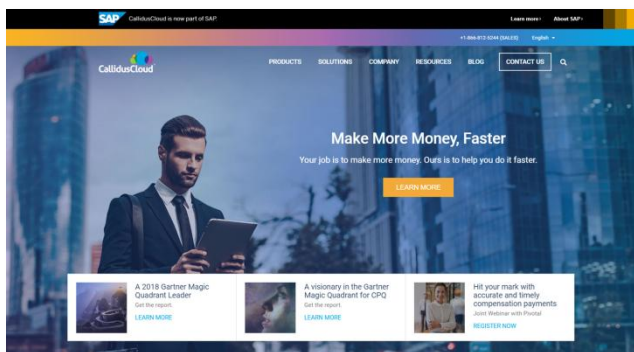 SAP CallidusCloud is now part of SAP. Learn more › About SAP ›
+1-866-812-5244 (SALES) English
CallidusCloud
PRODUCTS SOLUTIONS COMPANY RESOURCES BLOG CONTACT US
Make More Money, Faster
Your job is to make more money. Ours is to help you do it faster.
LEARN MORE
A 2018 Gartner Magic
Quadrant Leader
Get the report.
LEARN MORE
A visionary in the Gartner
Magic Quadrant for CPQ
Get the report.
LEARN MORE
Hit your mark with
accurate and timely
compensation payments
Joint Webinar with Pivotal
REGISTER NOW